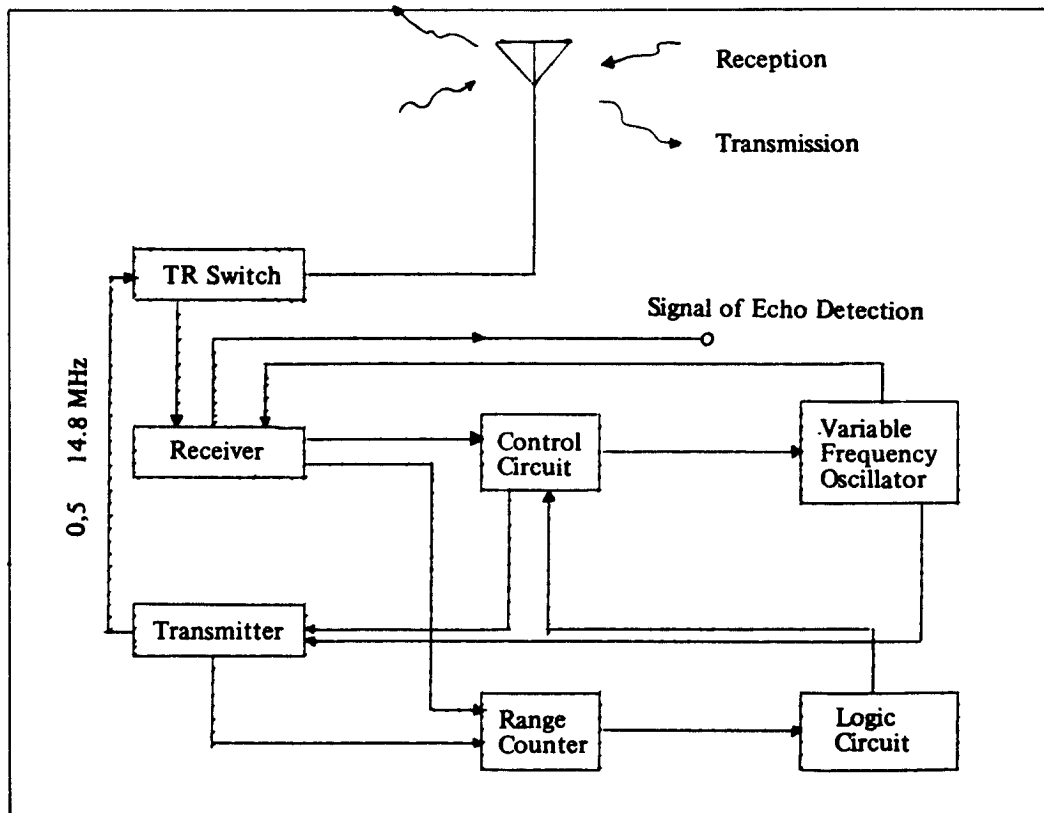 Reception
Transmission
TR Switch
Signal of Echo Detection
0,5 14.8 MHz
Receiver
Control
Circuit
Variable
Frequency
Oscillator
Transmitter
Range
Counter
Logic
Circuit